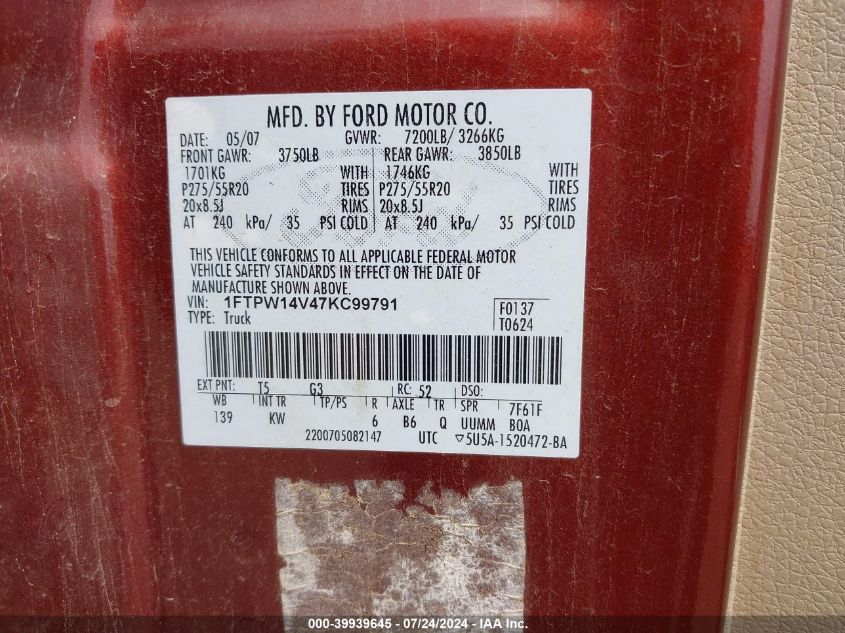 MFD. BY FORD MOTOR CO.
DATE: 05/07 GVWR: 7200LB/ 3266KG
FRONT GAWR: 3750LB REAR GAWR: 3850LB
1701KG WITH 1746KG WITH
P275/55R20 TIRES P275/55R20 TIRES
20x8.5J RIMS 20x8.5J RIMS
AT 240 kPa/ 35 PSI COLD AT 240 kPa/ 35 PSI COLD
THIS VEHICLE CONFORMS TO ALL APPLICABLE FEDERAL MOTOR
VEHICLE SAFETY STANDARDS IN EFFECT ON THE DATE OF
MANUFACTURE SHOWN ABOVE.
VIN: 1FTPW14V47KC99791 F0137
TYPE: Truck T0624
EXT PNT: T5 G3 RC: 52 DSO:
WB INT TR TP/PS R AXLE TR SPR 7F61F
139 KW 6 B6 Q UUMM BOA
2200705082147 UTC ▽5U5A-1520472-BA
000-39939645 - 07/24/2024 - IAA Inc.